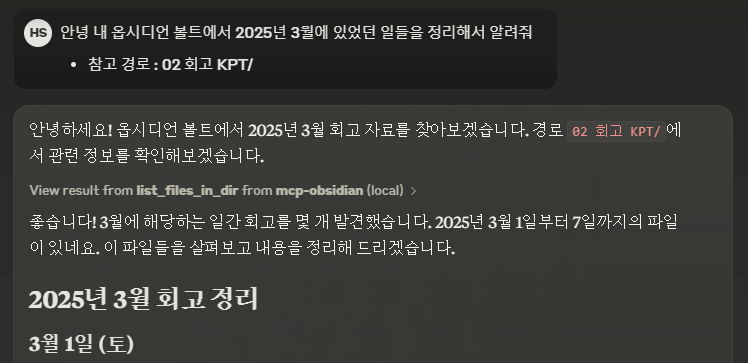 HS 안녕 내 옵시디언 볼트에서 2025년 3월에 있었던 일들을 정리해서 알려줘
• 참고 경로 : 02 회고 KPT/
안녕하세요! 옵시디언 볼트에서 2025년 3월 회고 자료를 찾아보겠습니다. 경로 02 회고 KPT/ 에
서 관련 정보를 확인해보겠습니다.
View result from list_files_in_dir from mcp-obsidian (local) >
좋습니다! 3월에 해당하는 일간 회고를 몇 개 발견했습니다. 2025년 3월 1일부터 7일까지의 파일
이 있네요. 이 파일들을 살펴보고 내용을 정리해 드리겠습니다.
2025년 3월 회고 정리
3월 1일 (토)